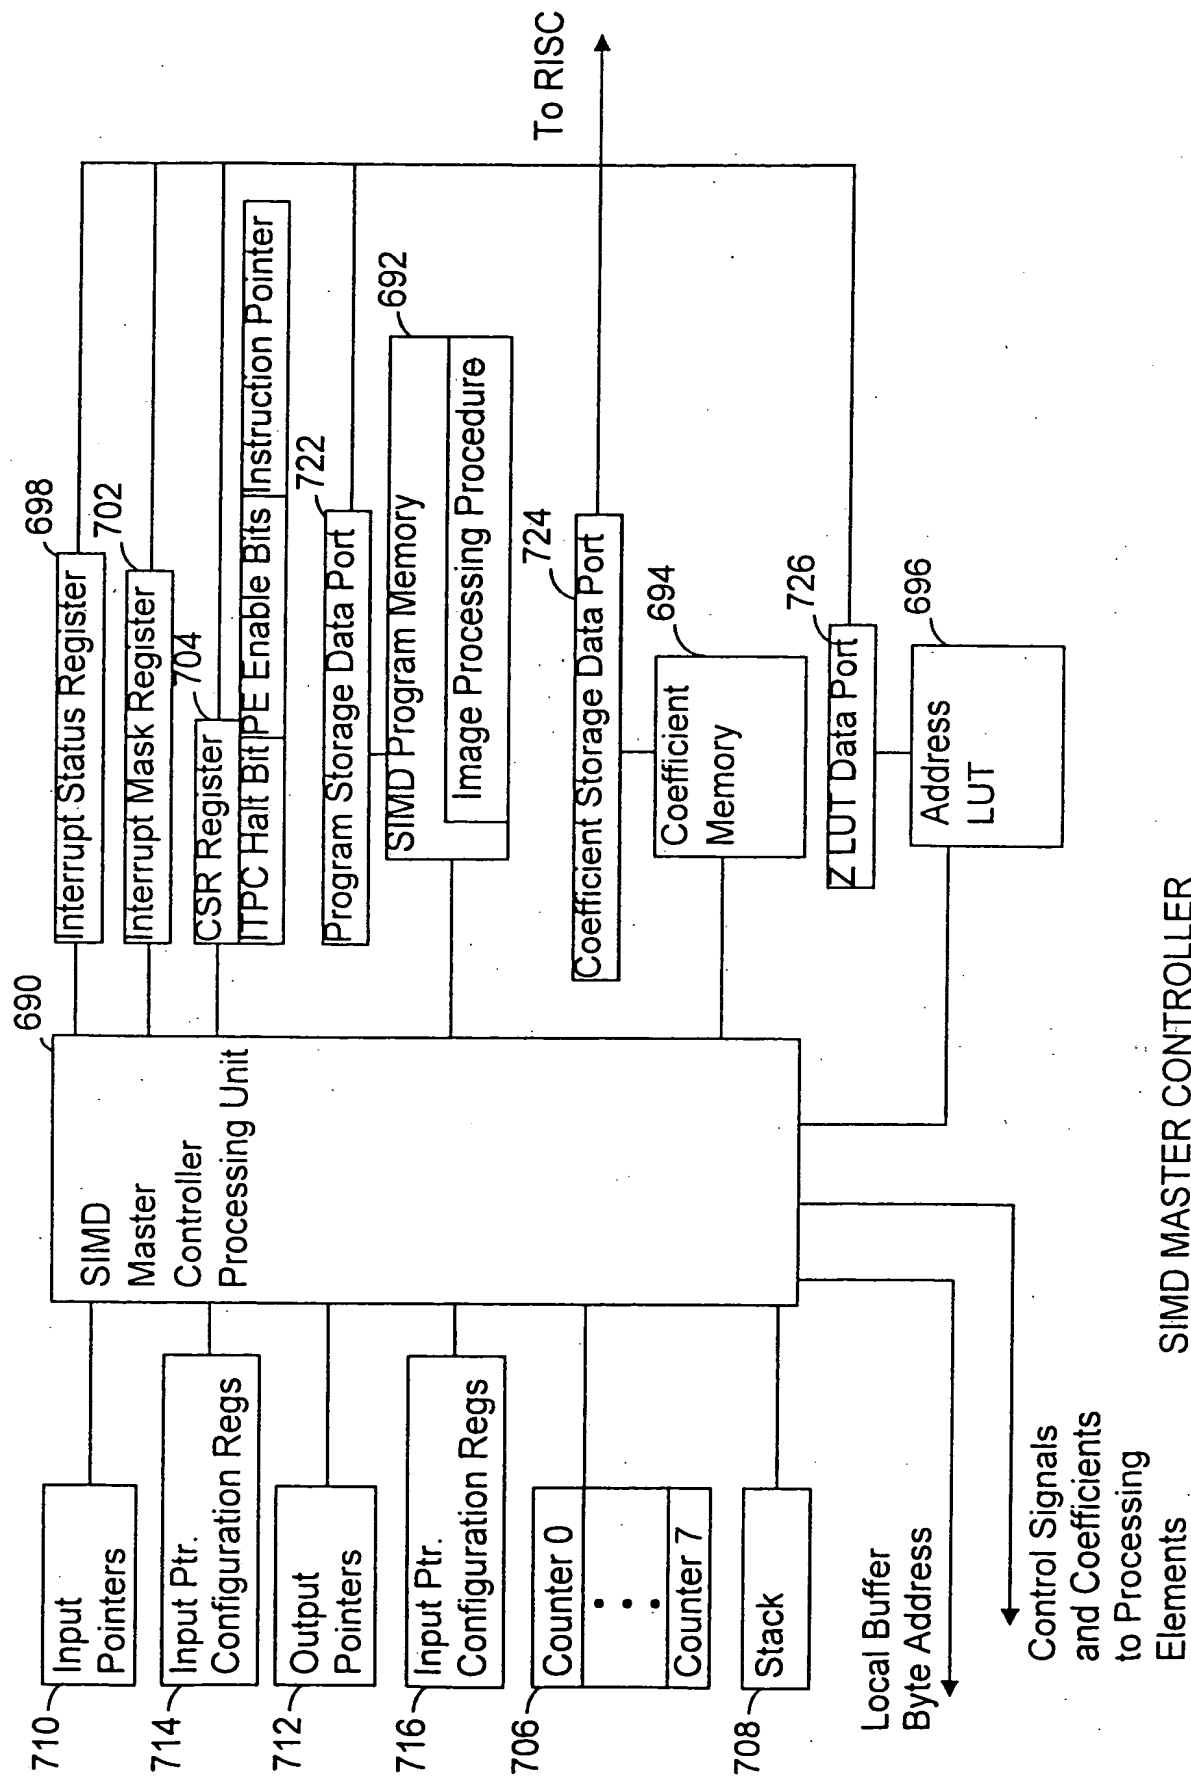 690
SIMD
Master
Controller
Processing Unit
698
Interrupt Status Register
702
Interrupt Mask Register
704
CSR Register
ITPC Halt Bit
PE Enable Bits
Instruction Pointer
722
Program Storage Data Port
692
SIMD Program Memory
Image Processing Procedure
To RISC
724
Coefficient Storage Data Port
694
Coefficient
Memory
726
Z LUT Data Port
696
Address
LUT
710
Input
Pointers
714
Input Ptr.
Configuration Regs
712
Output
Pointers
716
Input Ptr.
Configuration Regs
706
Counter 0
Counter 7
708
Stack
Local Buffer
Byte Address
Control Signals
and Coefficients
to Processing
Elements
SIMD MASTER CONTROLLER